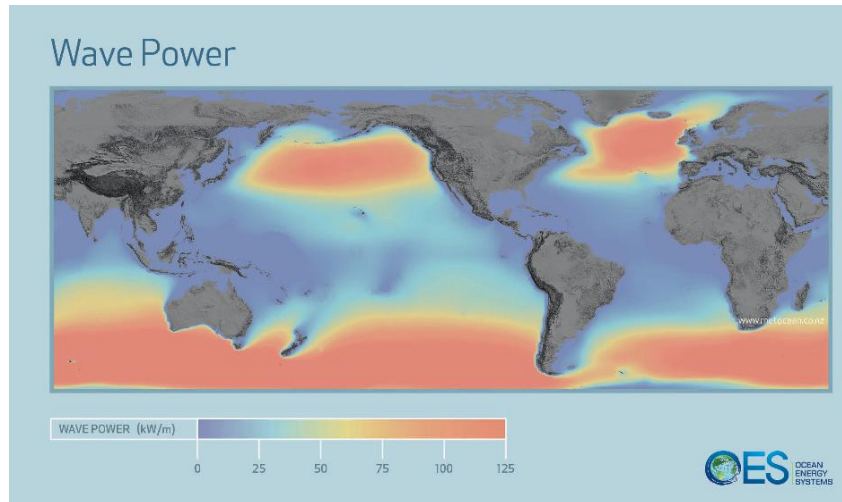 Wave Power
www.metocean.co.nz
WAVE POWER (kW/m)
0 25 50 75 100 125
OES OCEAN
ENERGY
SYSTEMS